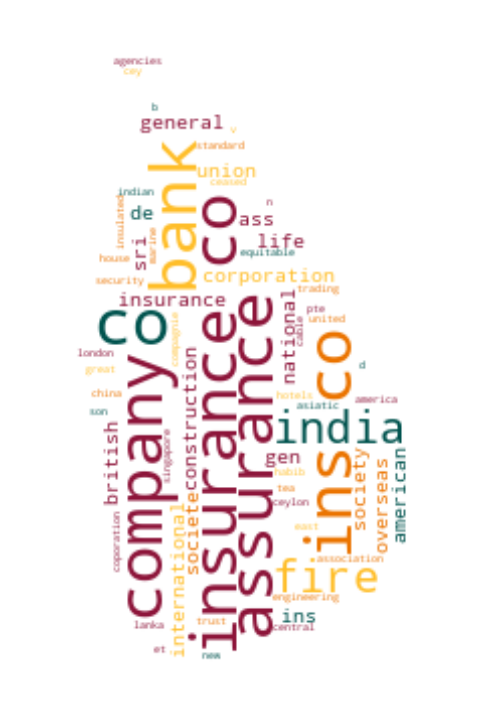 agencies
cey
b
general
v
standard
bank
union
ceased
indian
co
n
insulated
de
ass
sri
marine
life
equitable
house
security
corporation
trading
insurance
national
pte
co
compagnie
united
cable
london
company
insurance
assurance
co
d
great
construction
china
hotels
america
son
asiatic
british
singapore
india
gen
ins
society
overseas
american
habib
tea
ceylon
international
societe
coporation
east
association
fire
engineering
lanka
trust
ins
central
et
new